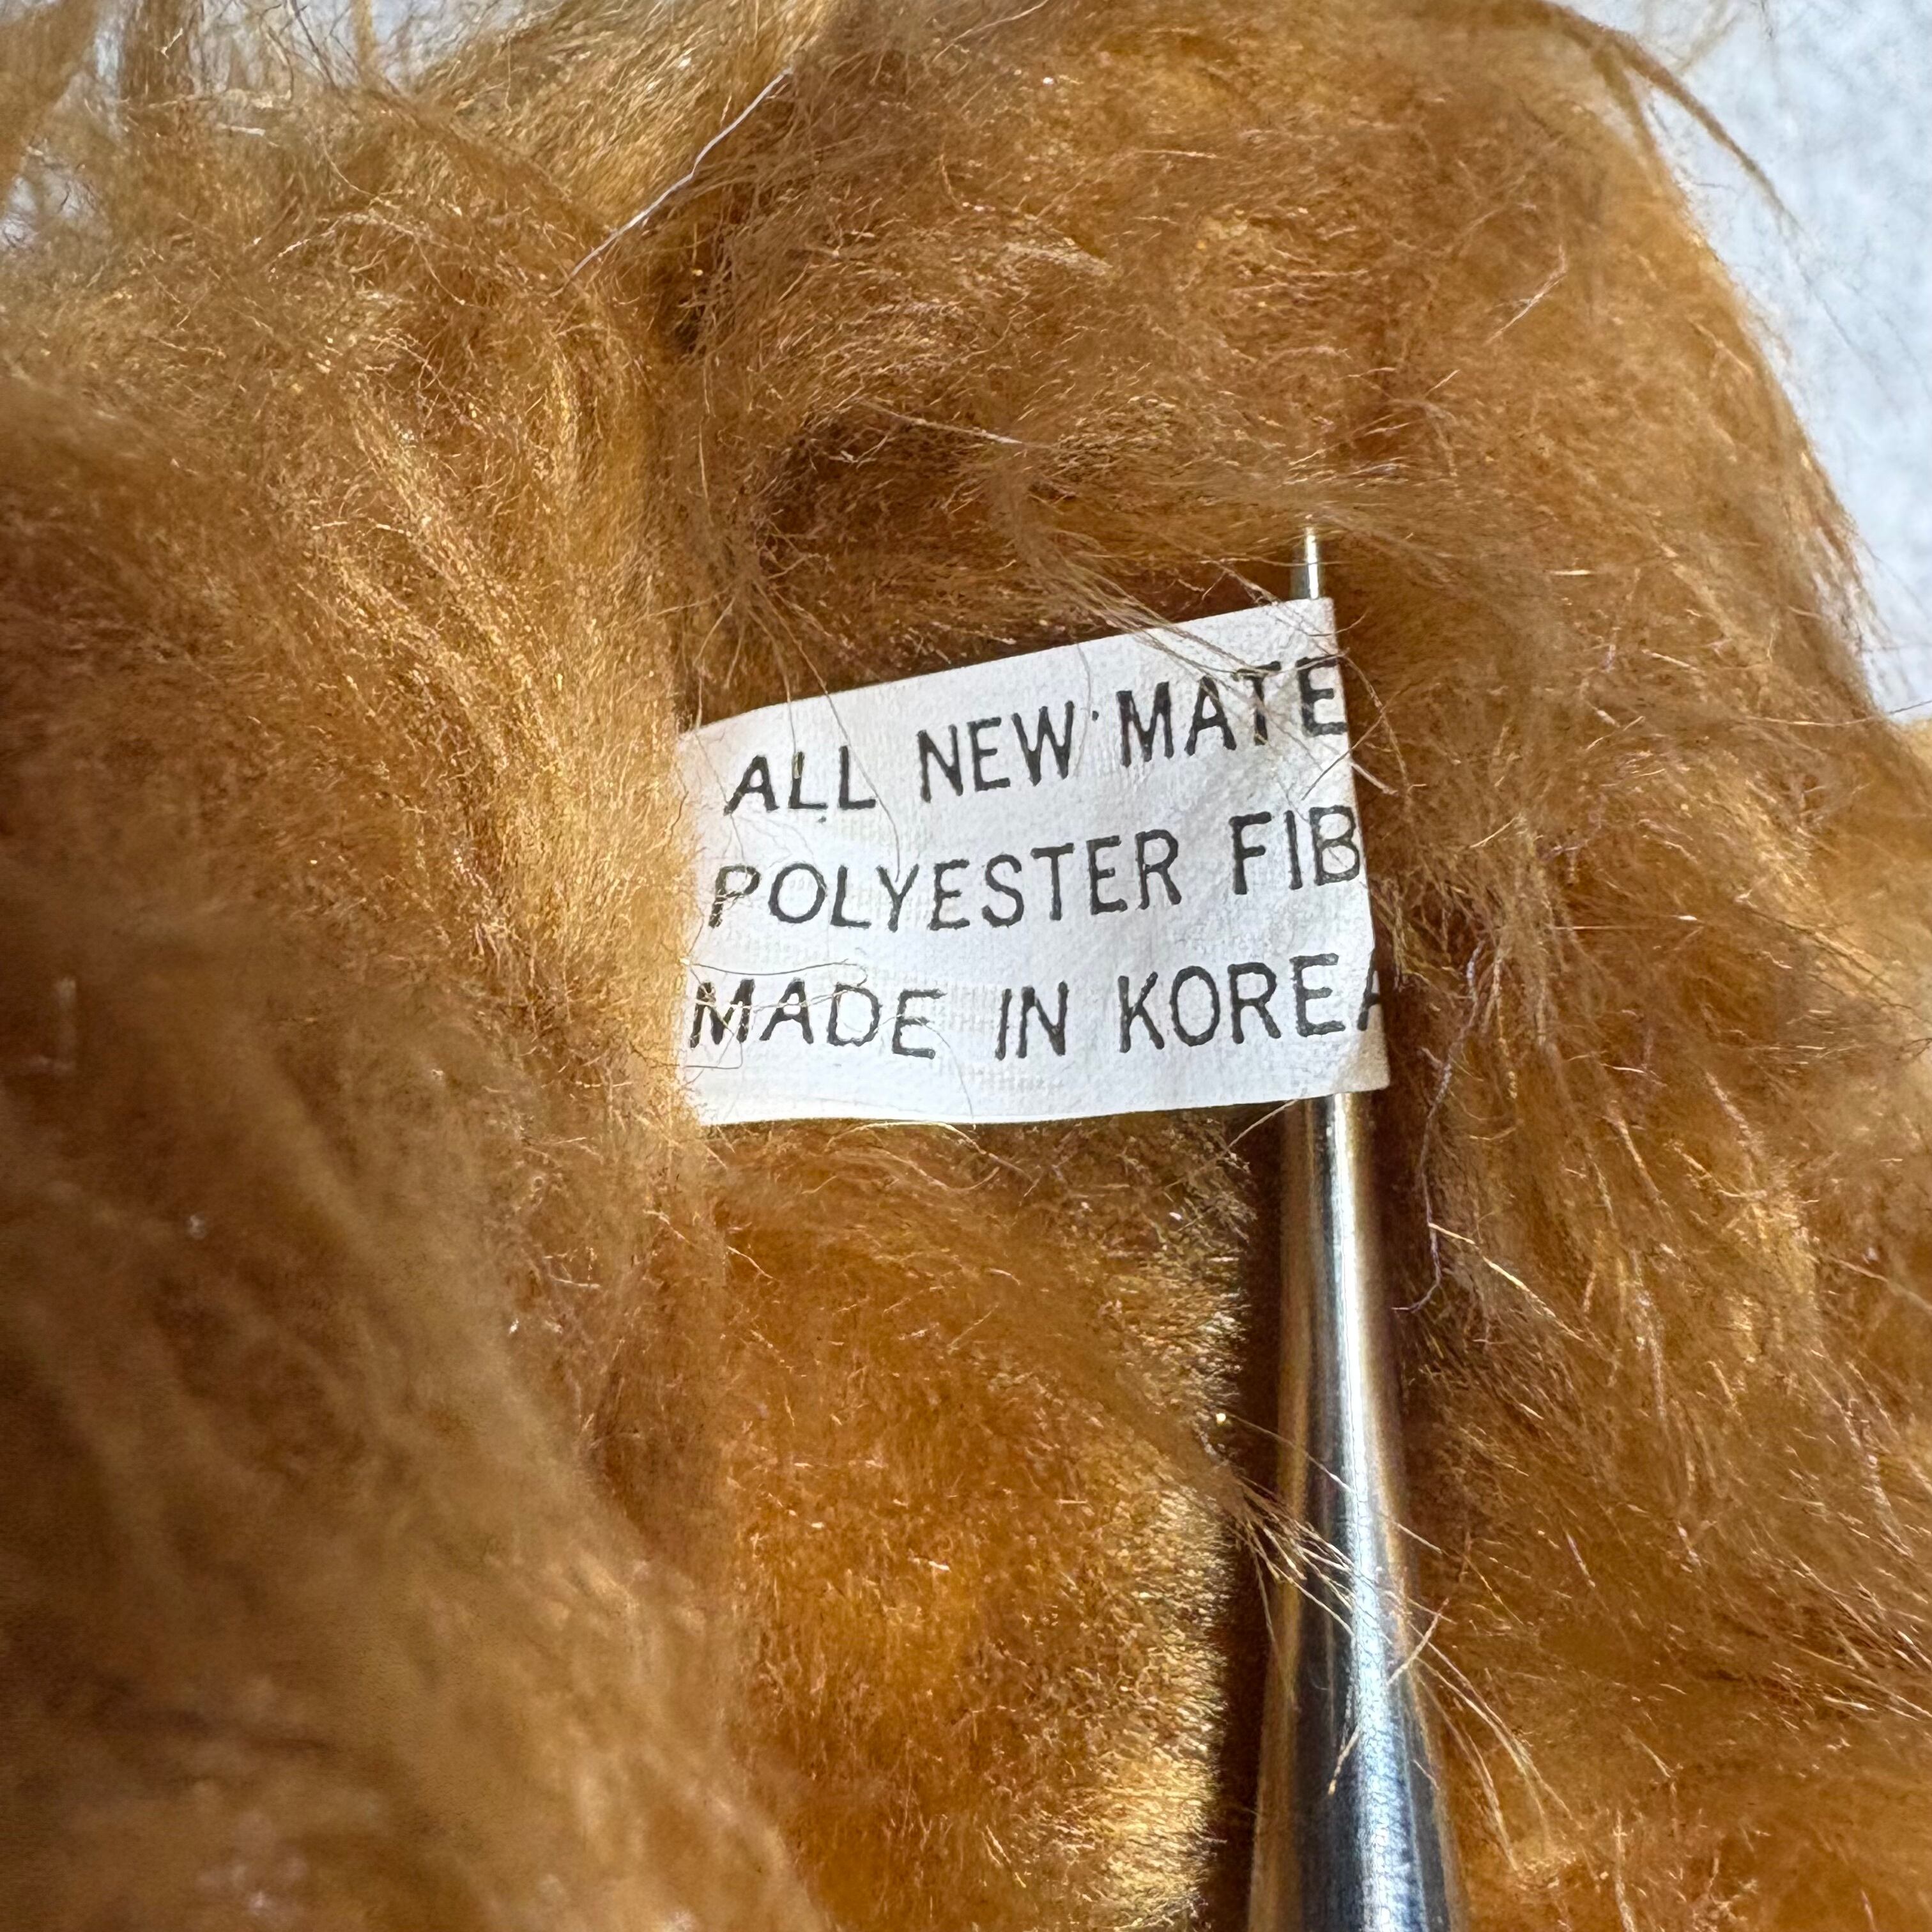 ALL NEW MATE
POLYESTER FIB
MADE IN KOREA